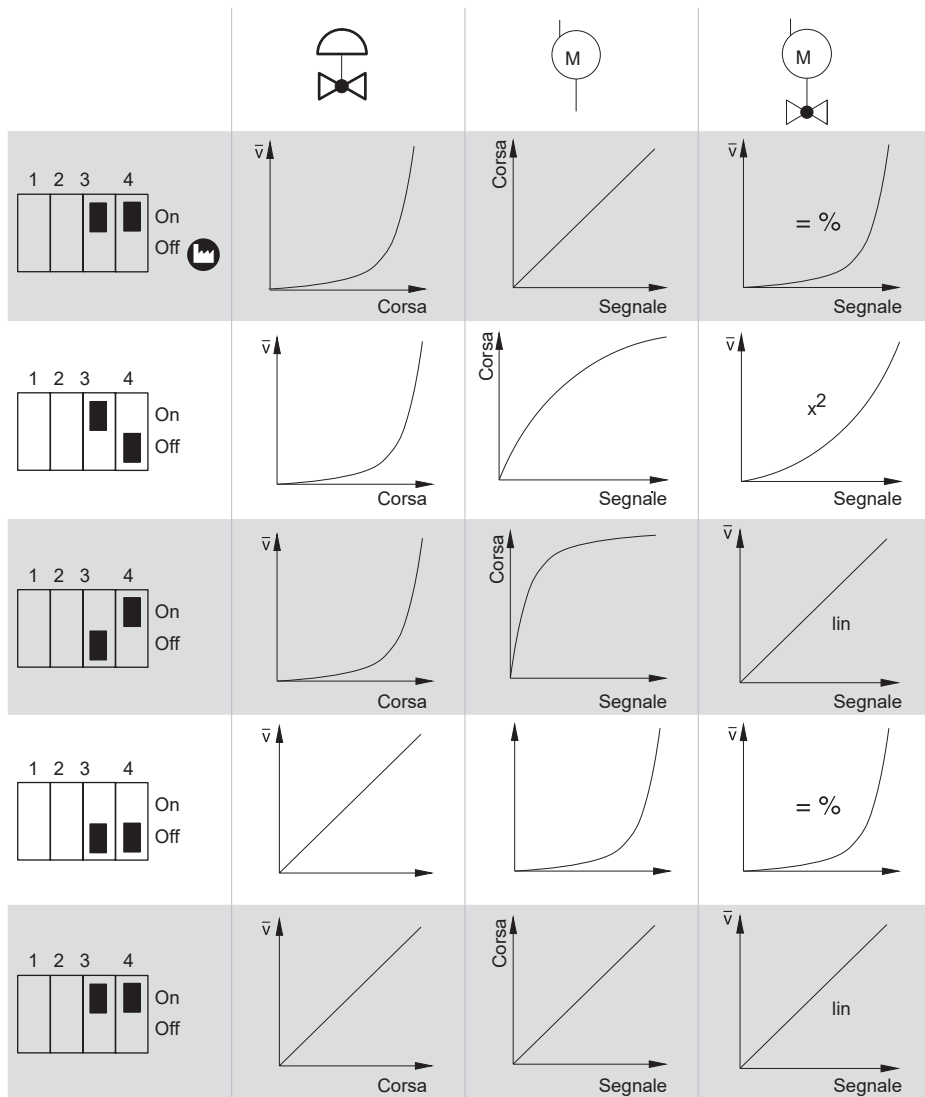 M
M
v̅
Corsa
= %
v̅
1 2 3 4
On
Off
Corsa
Segnale
Segnale
v̅
Corsa
v̅
1 2 3 4
x²
On
Off
Corsa
Segnale
Segnale
v̅
Corsa
v̅
1 2 3 4
On
lin
Off
Corsa
Segnale
Segnale
v̅
v̅
1 2 3 4
On
= %
Off
v̅
Corsa
v̅
1 2 3 4
On
lin
Off
Corsa
Segnale
Segnale